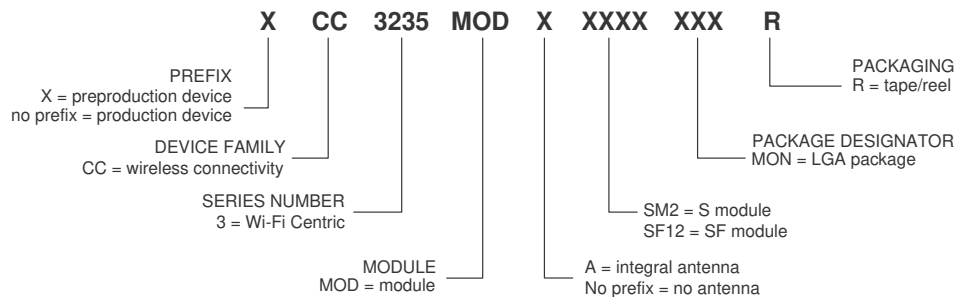 X CC 3235 MOD X XXXX XXX R
PREFIX
X = preproduction device
no prefix = production device
DEVICE FAMILY
CC = wireless connectivity
SERIES NUMBER
3 = Wi-Fi Centric
MODULE
MOD = module
PACKAGING
R = tape/reel
PACKAGE DESIGNATOR
MON = LGA package
SM2 = S module
SF12 = SF module
A = integral antenna
No prefix = no antenna